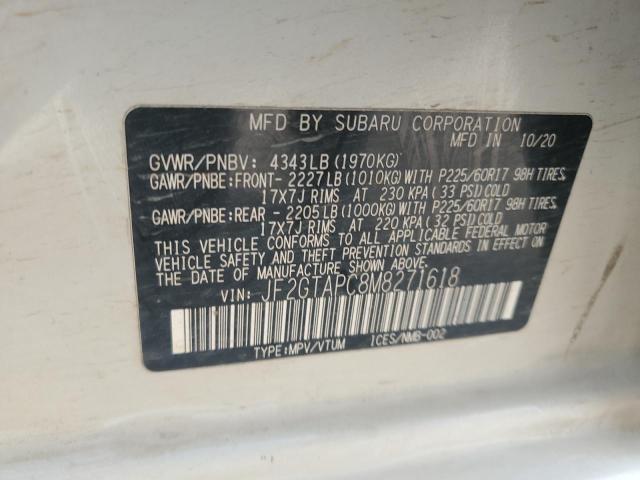 MFD BY SUBARU CORPORATION
MFD IN 10/20
GVWR/PNBV: 4343LB(1970KG)
GAWR/PNBE:FRONT- 2227LB(1010KG)WITH P225/60R17 98H TIRES,
17X7J RIMS AT 230 KPA(33 PSI)COLD
GAWR/PNBE:REAR - 2205LB(1000KG)WITH P225/60R17 98H TIRES,
17X7J RIMS AT 220 KPA(32 PSI)COLD
THIS VEHICLE CONFORMS TO ALL APPLICABLE FEDERAL MOTOR
VEHICLE SAFETY AND THEFT PREVENTION STANDARDS IN EFFECT
ON THE DATE OF MANUFACTURE SHOWN ABOVE.
VIN: JF2GTAPC8M8271618
TYPE:MPV/VTUM ICES/NMB-002